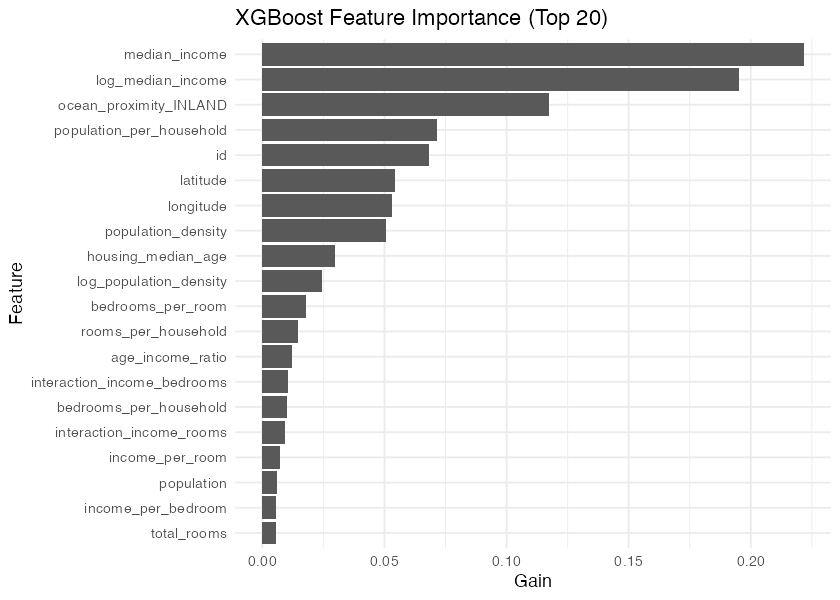 XGBoost Feature Importance (Top 20)
median_income
log_median_income
ocean_proximity_INLAND
population_per_household
id
latitude
longitude
population_density
housing_median_age
log_population_density
bedrooms_per_room
rooms_per_household
age_income_ratio
interaction_income_bedrooms
bedrooms_per_household
interaction_income_rooms
income_per_room
population
income_per_bedroom
total_rooms
Feature
0.00 0.05 0.10 0.15 0.20
Gain